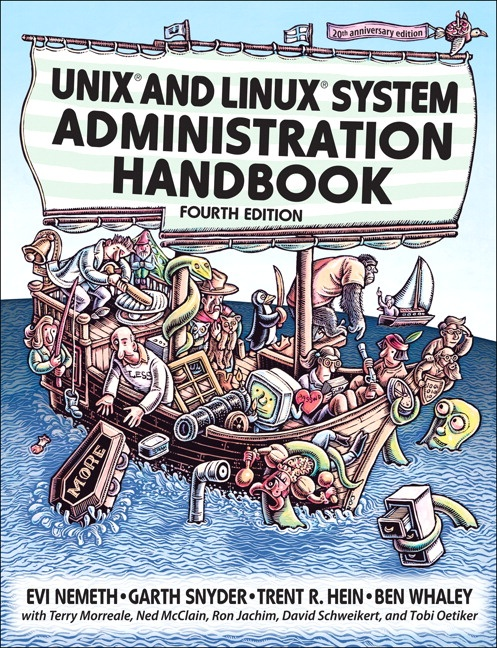 20th anniversary edition
UNIX® AND LINUX® SYSTEM
ADMINISTRATION
HANDBOOK
FOURTH EDITION
LESS
MORE
EVI NEMETH • GARTH SNYDER • TRENT R. HEIN • BEN WHALEY
with Terry Morreale, Ned McClain, Ron Jachim, David Schweikert, and Tobi Oetiker